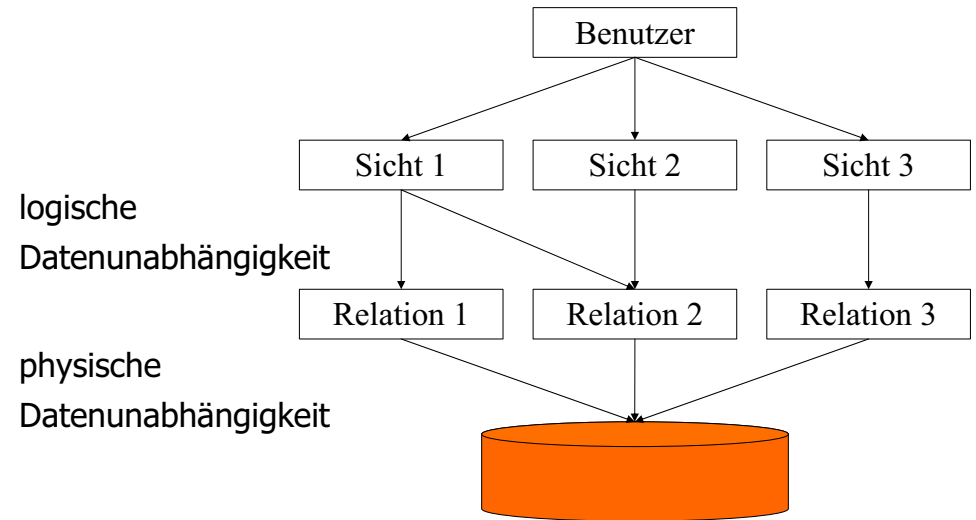 Benutzer
Sicht 1
Sicht 2
Sicht 3
logische
Datenunabhängigkeit
Relation 1
Relation 2
Relation 3
physische
Datenunabhängigkeit